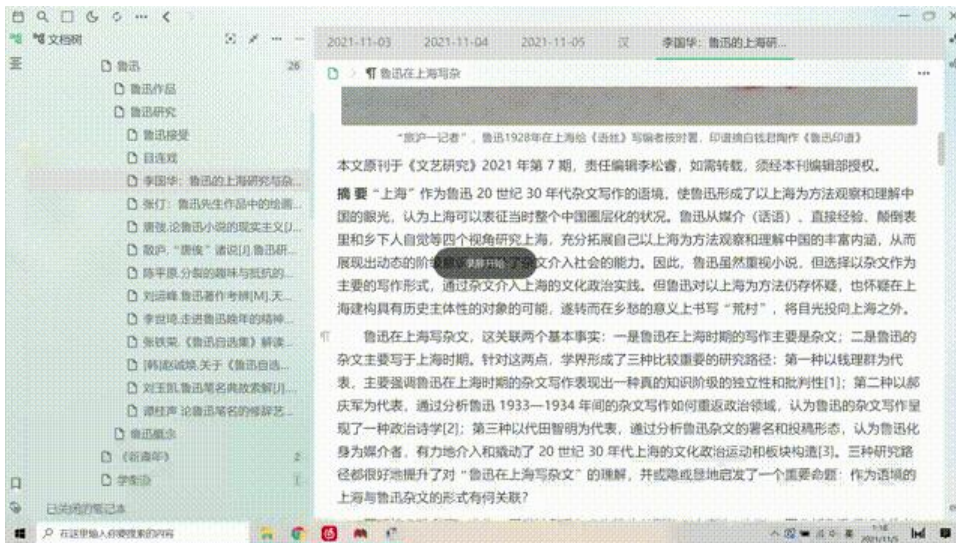 文档树
2021-11-03
2021-11-04
2021-11-05
汉
李国华：鲁迅的上海研...
鲁迅
26
鲁迅作品
鲁迅研究
鲁迅接受
目连戏
李国华：鲁迅的上海研究与杂...
张仃：鲁迅先生作品中的绘画...
唐弢.论鲁迅小说的现实主义[J...
敖庐.“唐俟”诸说[J].鲁迅研...
陈平原.分裂的趣味与抵抗的...
刘运峰.鲁迅著作考辨[M].天...
李世琦.走进鲁迅晚年的精神...
张铁荣.《鲁迅自选集》解读...
[韩]赵诚焕.关于《鲁迅自选...
刘玉凯.鲁迅笔名典故索解[J]....
谭桂声.论鲁迅笔名的修辞艺...
鲁迅概念
《新青年》
2
学衡派
1
已关闭的笔记本
鲁迅在上海写杂
“旅沪一记者”，鲁迅1928年在上海给《语丝》写编者按时署，印谱摘自钱君陶作《鲁迅印谱》
本文原刊于《文艺研究》2021 年第 7 期，责任编辑李松睿，如需转载，须经本刊编辑部授权。
摘 要 “上海”作为鲁迅 20 世纪 30 年代杂文写作的语境，使鲁迅形成了以上海为方法观察和理解中
国的眼光，认为上海可以表征当时整个中国圈层化的状况。鲁迅从媒介（话语）、直接经验、颠倒表
里和乡下人自觉等四个视角研究上海，充分拓展自己以上海为方法观察和理解中国的丰富内涵，从而
展现出动态的阶
录屏开始
杂文介入社会的能力。因此，鲁迅虽然重视小说，但选择以杂文作为
主要的写作形式，通过杂文介入上海的文化政治实践。但鲁迅对以上海为方法仍存怀疑，也怀疑在上
海建构具有历史主体性的对象的可能，遂转而在乡愁的意义上书写“荒村”，将目光投向上海之外。
鲁迅在上海写杂文，这关联两个基本事实：一是鲁迅在上海时期的写作主要是杂文；二是鲁迅的
杂文主要写于上海时期。针对这两点，学界形成了三种比较重要的研究路径：第一种以钱理群为代
表，主要强调鲁迅在上海时期的杂文写作表现出一种真的知识阶级的独立性和批判性[1]；第二种以郝
庆军为代表，通过分析鲁迅 1933—1934 年间的杂文写作如何重返政治领域，认为鲁迅的杂文写作呈
现了一种政治诗学[2]；第三种以田智明为代表，通过分析鲁迅杂文的署名和投稿形态，认为鲁迅化
身为媒介者，有力地介入和撬动了 20 世纪 30 年代上海的文化政治运动和板块构造[3]。三种研究路
径都很好地提升了对“鲁迅在上海写杂文”的理解，并或隐或显地启发了一个重要命题：作为语境的
上海与鲁迅杂文的形式有何关联？
在这里输入你要搜索的内容
英
1:18
2021/11/5